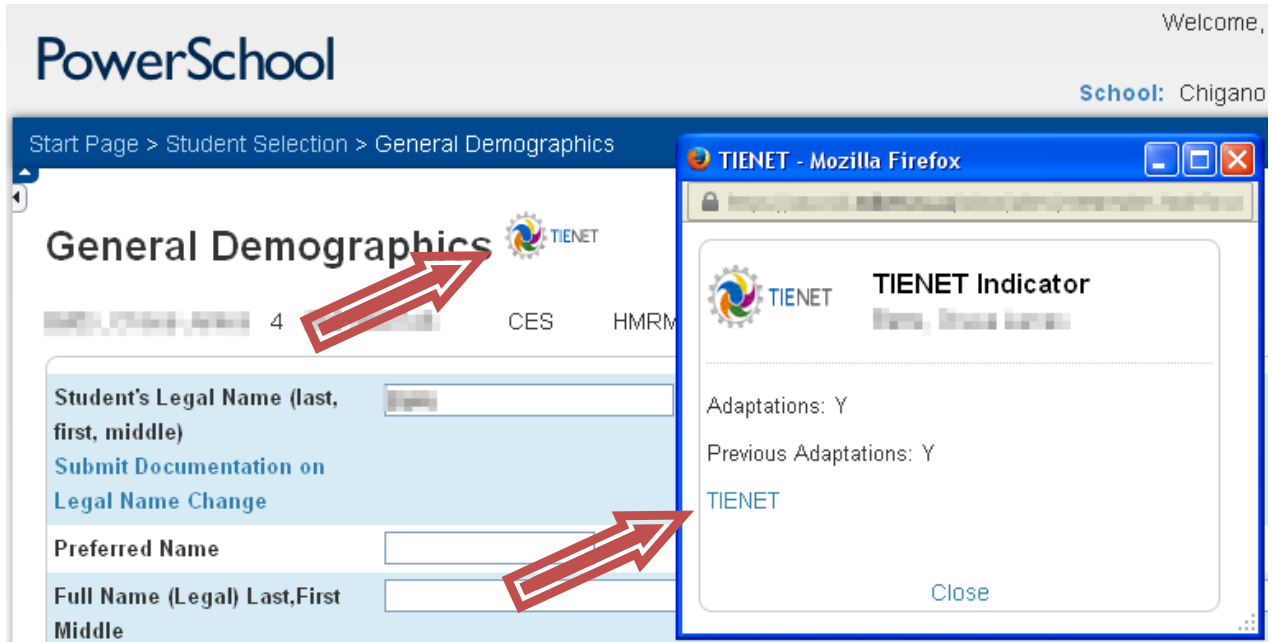 Welcome,
PowerSchool
School: Chigano
Start Page > Student Selection > General Demographics
General Demographics TIENET
4 CES HMRM
Student's Legal Name (last,
first, middle)
Submit Documentation on
Legal Name Change
Preferred Name
Full Name (Legal) Last,First
Middle
TIENET - Mozilla Firefox
TIENET TIENET Indicator
Adaptations: Y
Previous Adaptations: Y
TIENET
Close